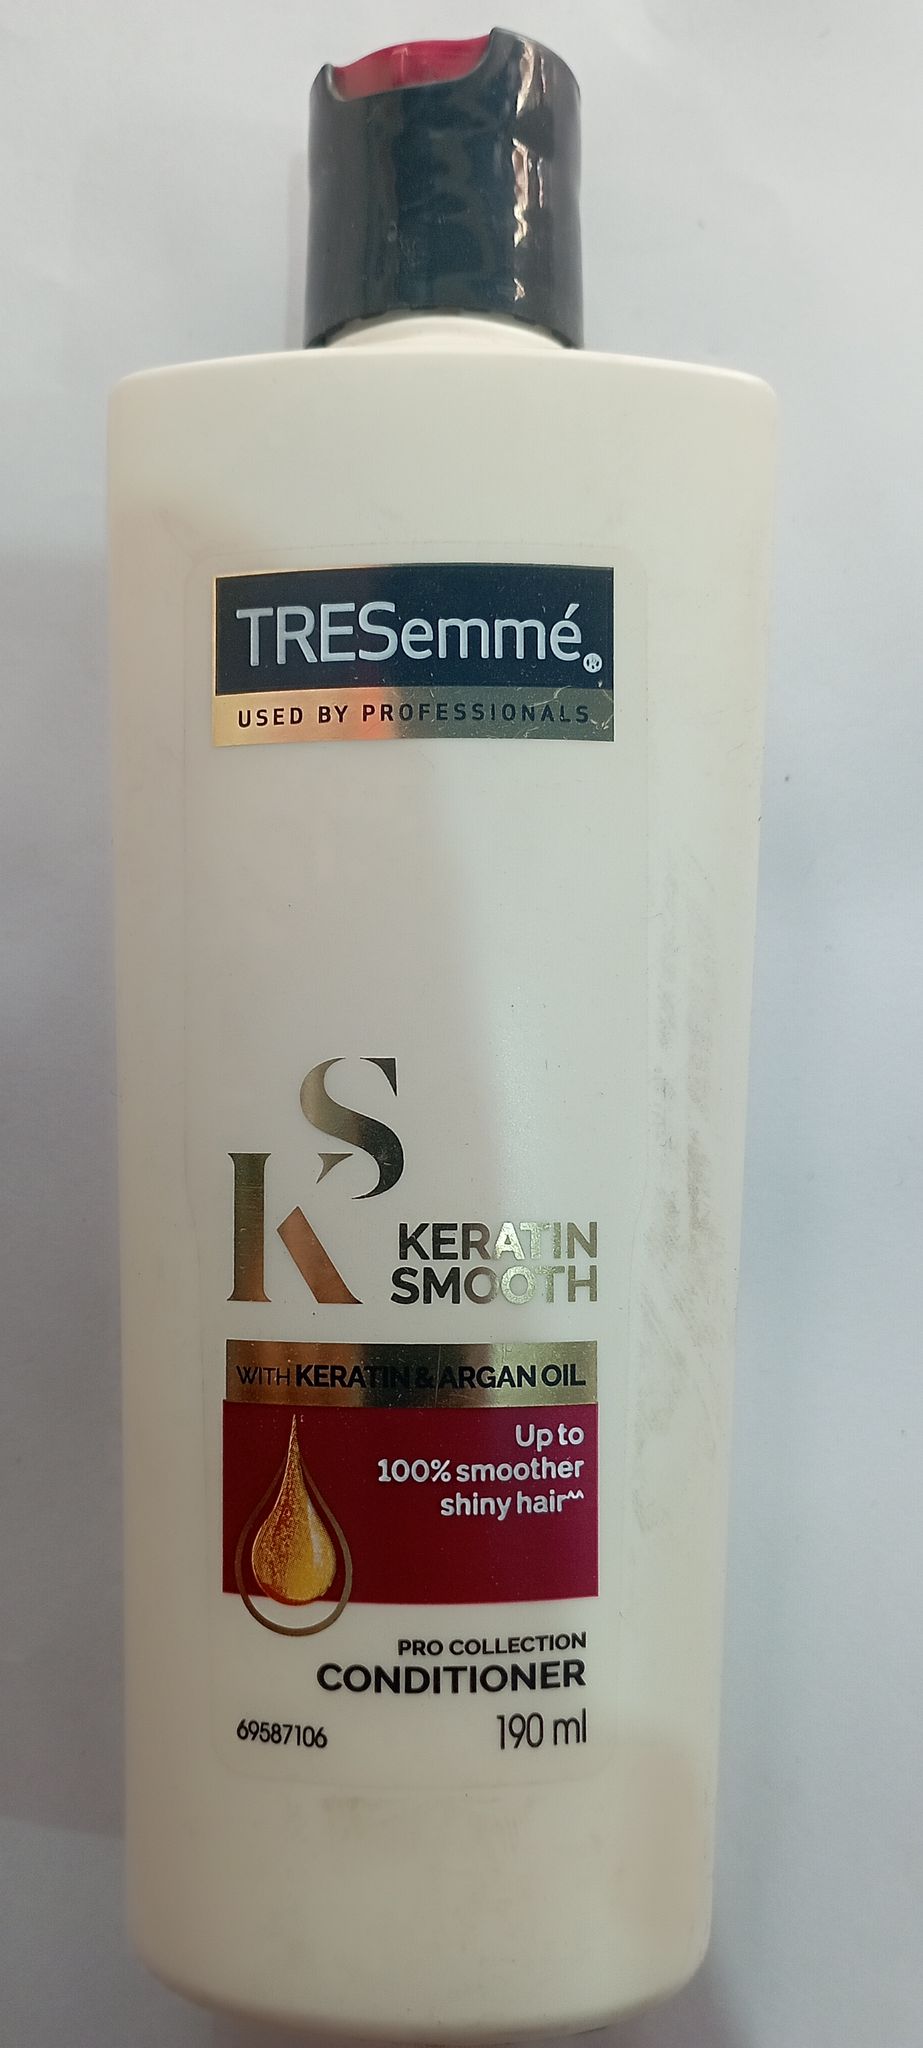 TRESemmé®
USED BY PROFESSIONALS
KS
KERATIN
SMOOTH
WITH KERATIN & ARGAN OIL
Up to
100% smoother
shiny hair^^
PRO COLLECTION
CONDITIONER
69587106 190 ml